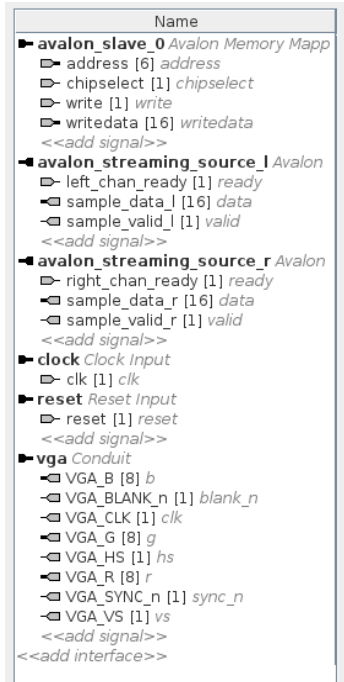 Name
avalon_slave_0 Avalon Memory Mapp
address [6] address
chipselect [1] chipselect
write [1] write
writedata [16] writedata
<<add signal>>
avalon_streaming_source_l Avalon
left_chan_ready [1] ready
sample_data_l [16] data
sample_valid_l [1] valid
<<add signal>>
avalon_streaming_source_r Avalon
right_chan_ready [1] ready
sample_data_r [16] data
sample_valid_r [1] valid
<<add signal>>
clock Clock Input
clk [1] clk
reset Reset Input
reset [1] reset
<<add signal>>
vga Conduit
VGA_B [8] b
VGA_BLANK_n [1] blank_n
VGA_CLK [1] clk
VGA_G [8] g
VGA_HS [1] hs
VGA_R [8] r
VGA_SYNC_n [1] sync_n
VGA_VS [1] vs
<<add signal>>
<<add interface>>